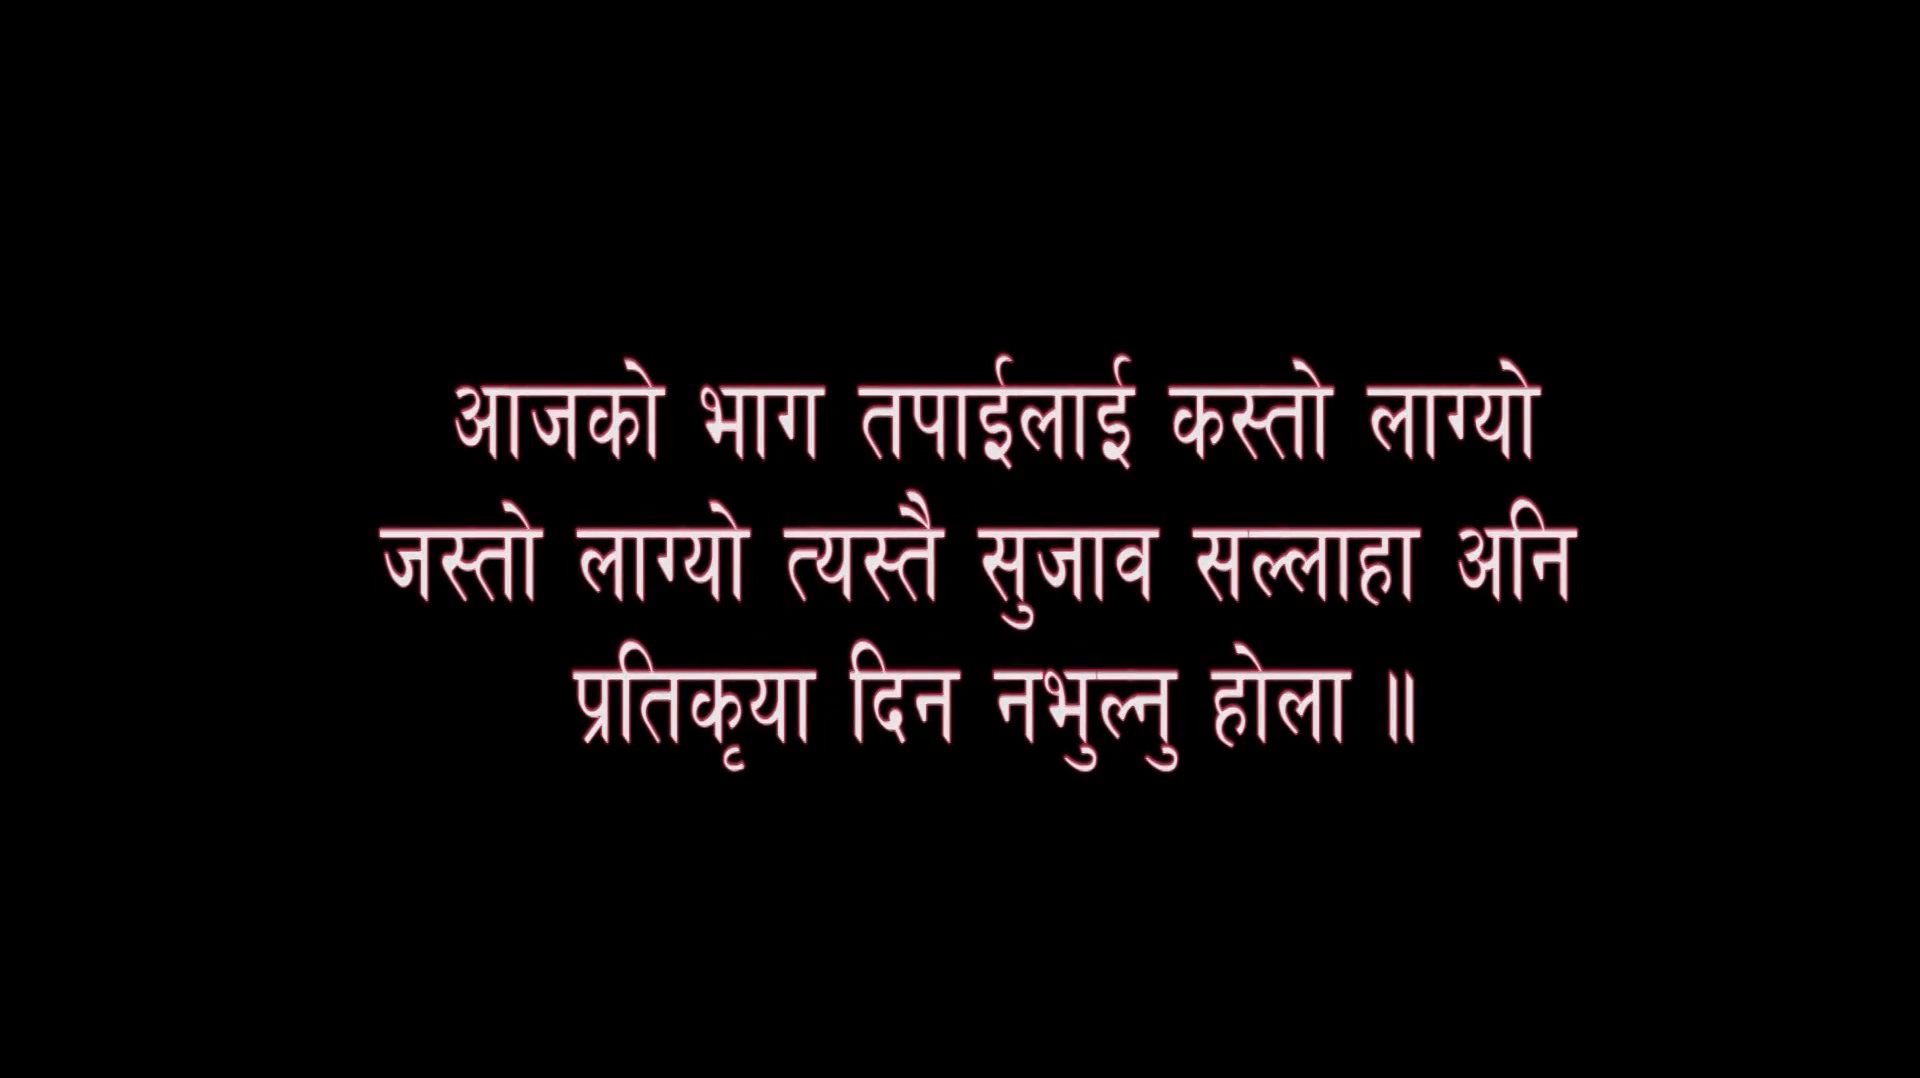 आजको भाग तपाईलाई कस्तो लाग्यो
जस्तो लाग्यो त्यस्तै सुजाव सल्लाहा अनि
प्रतिकृया दिन नभुल्नु होला ॥